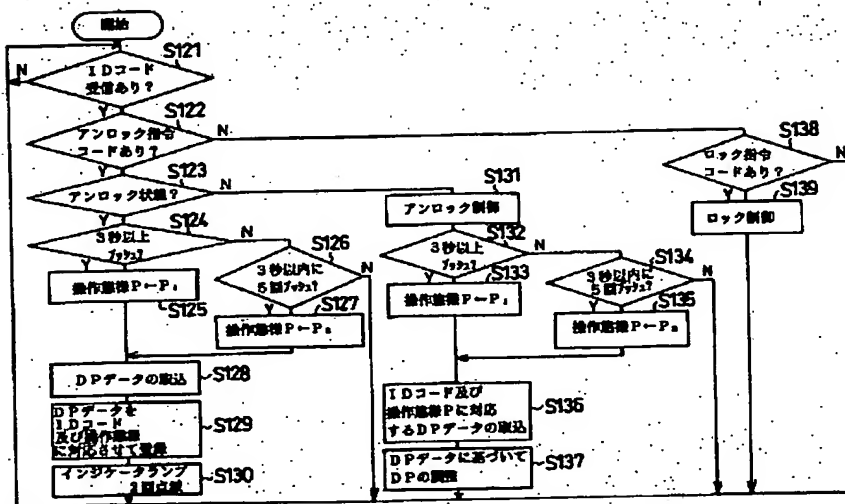 開始
S121
N
IDコード
受信あり?
Y
S122
N
アンロック指令
コードあり?
Y
S123
N
アンロック状態?
Y
S124
N
3秒以上
プッシュ?
Y
操作態様P←P₁
S125
S126
N
3秒以内に
5回プッシュ?
Y
S127
操作態様P←P₂
DPデータの取込
S128
DPデータを
IDコード
及び操作態様
に対応させて登録
S129
インジケータランプ
2回点滅
S130
S131
アンロック制御
S132
N
3秒以上
プッシュ?
Y
S133
操作態様P←P₁
S134
N
3秒以内に
5回プッシュ?
Y
S135
操作態様P←P₂
IDコード及び
操作態様Pに対応
するDPデータの取込
S136
DPデータに基づいて
DPの調整
S137
S138
N
ロック指令
コードあり?
Y
S139
ロック制御